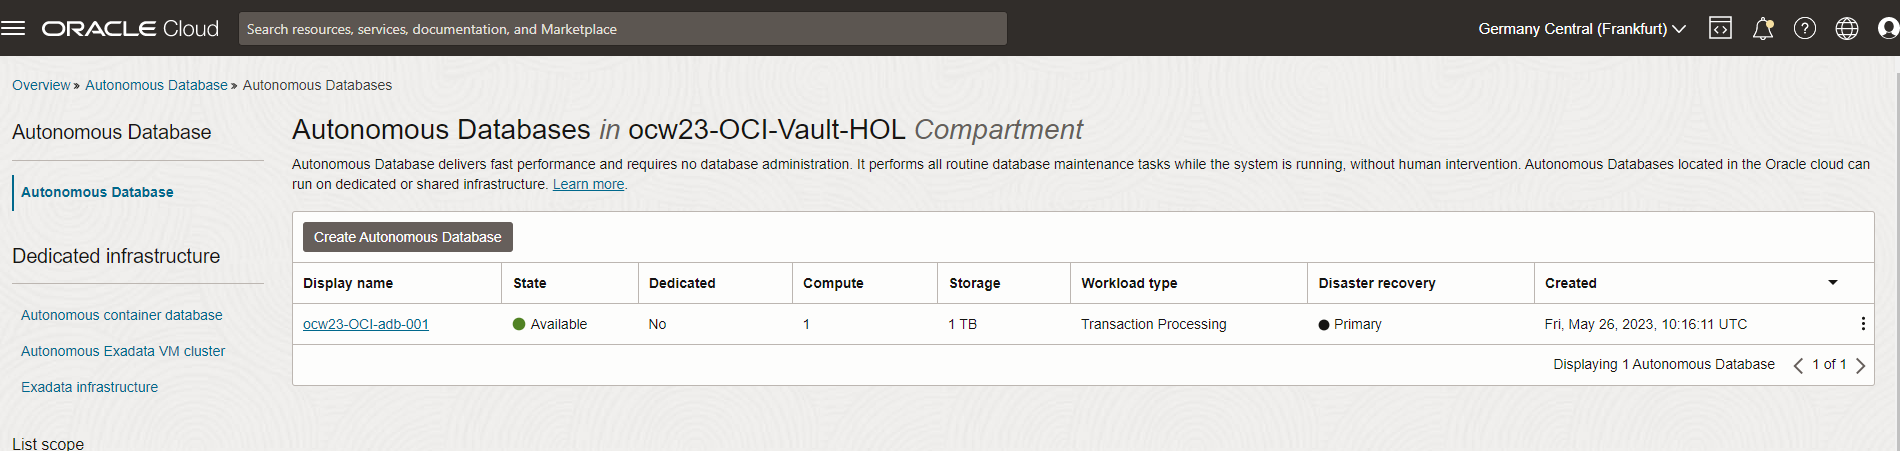 ORACLE Cloud
Search resources, services, documentation, and Marketplace
Germany Central (Frankfurt)
Overview » Autonomous Database » Autonomous Databases
Autonomous Database
Autonomous Database
Dedicated infrastructure
Autonomous container database
Autonomous Exadata VM cluster
Exadata infrastructure
List scope
Autonomous Databases in ocw23-OCI-Vault-HOL Compartment
Autonomous Database delivers fast performance and requires no database administration. It performs all routine database maintenance tasks while the system is running, without human intervention. Autonomous Databases located in the Oracle cloud can
run on dedicated or shared infrastructure. Learn more.
Create Autonomous Database
Display name State Dedicated Compute Storage Workload type Disaster recovery Created
ocw23-OCI-adb-001 Available No 1 1 TB Transaction Processing Primary Fri, May 26, 2023, 10:16:11 UTC
Displaying 1 Autonomous Database < 1 of 1 >